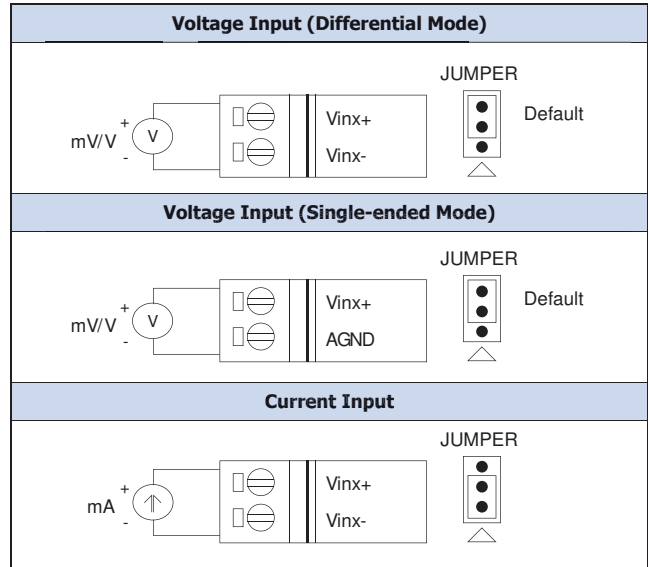 Voltage Input (Differential Mode)
JUMPER
+
mV/V
-
V
Vinx+
Vinx-
Default
Voltage Input (Single-ended Mode)
JUMPER
+
mV/V
-
V
Vinx+
AGND
Default
Current Input
JUMPER
+
mA
-
Vinx+
Vinx-